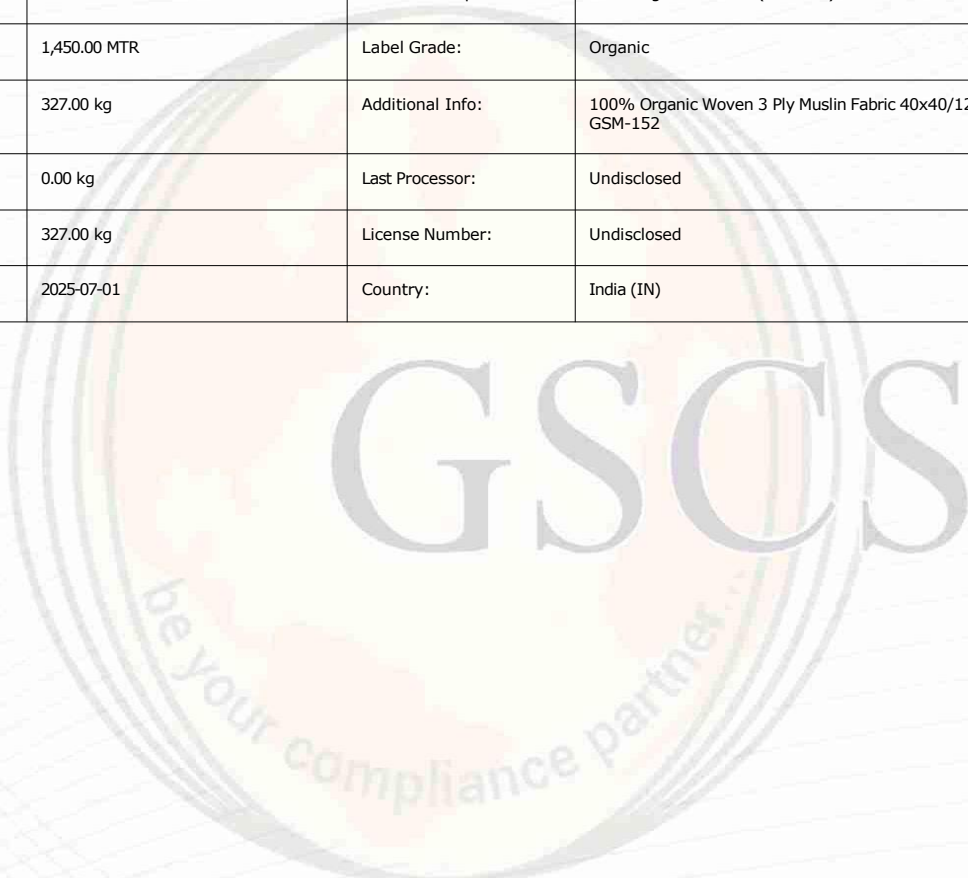 1,450.00 MTR Label Grade: Organic
327.00 kg Additional Info: 100% Organic Woven 3 Ply Muslin Fabric 40x40/12
GSM-152
0.00 kg Last Processor: Undisclosed
327.00 kg License Number: Undisclosed
2025-07-01 Country: India (IN)
GSCS
be your compliance partner...